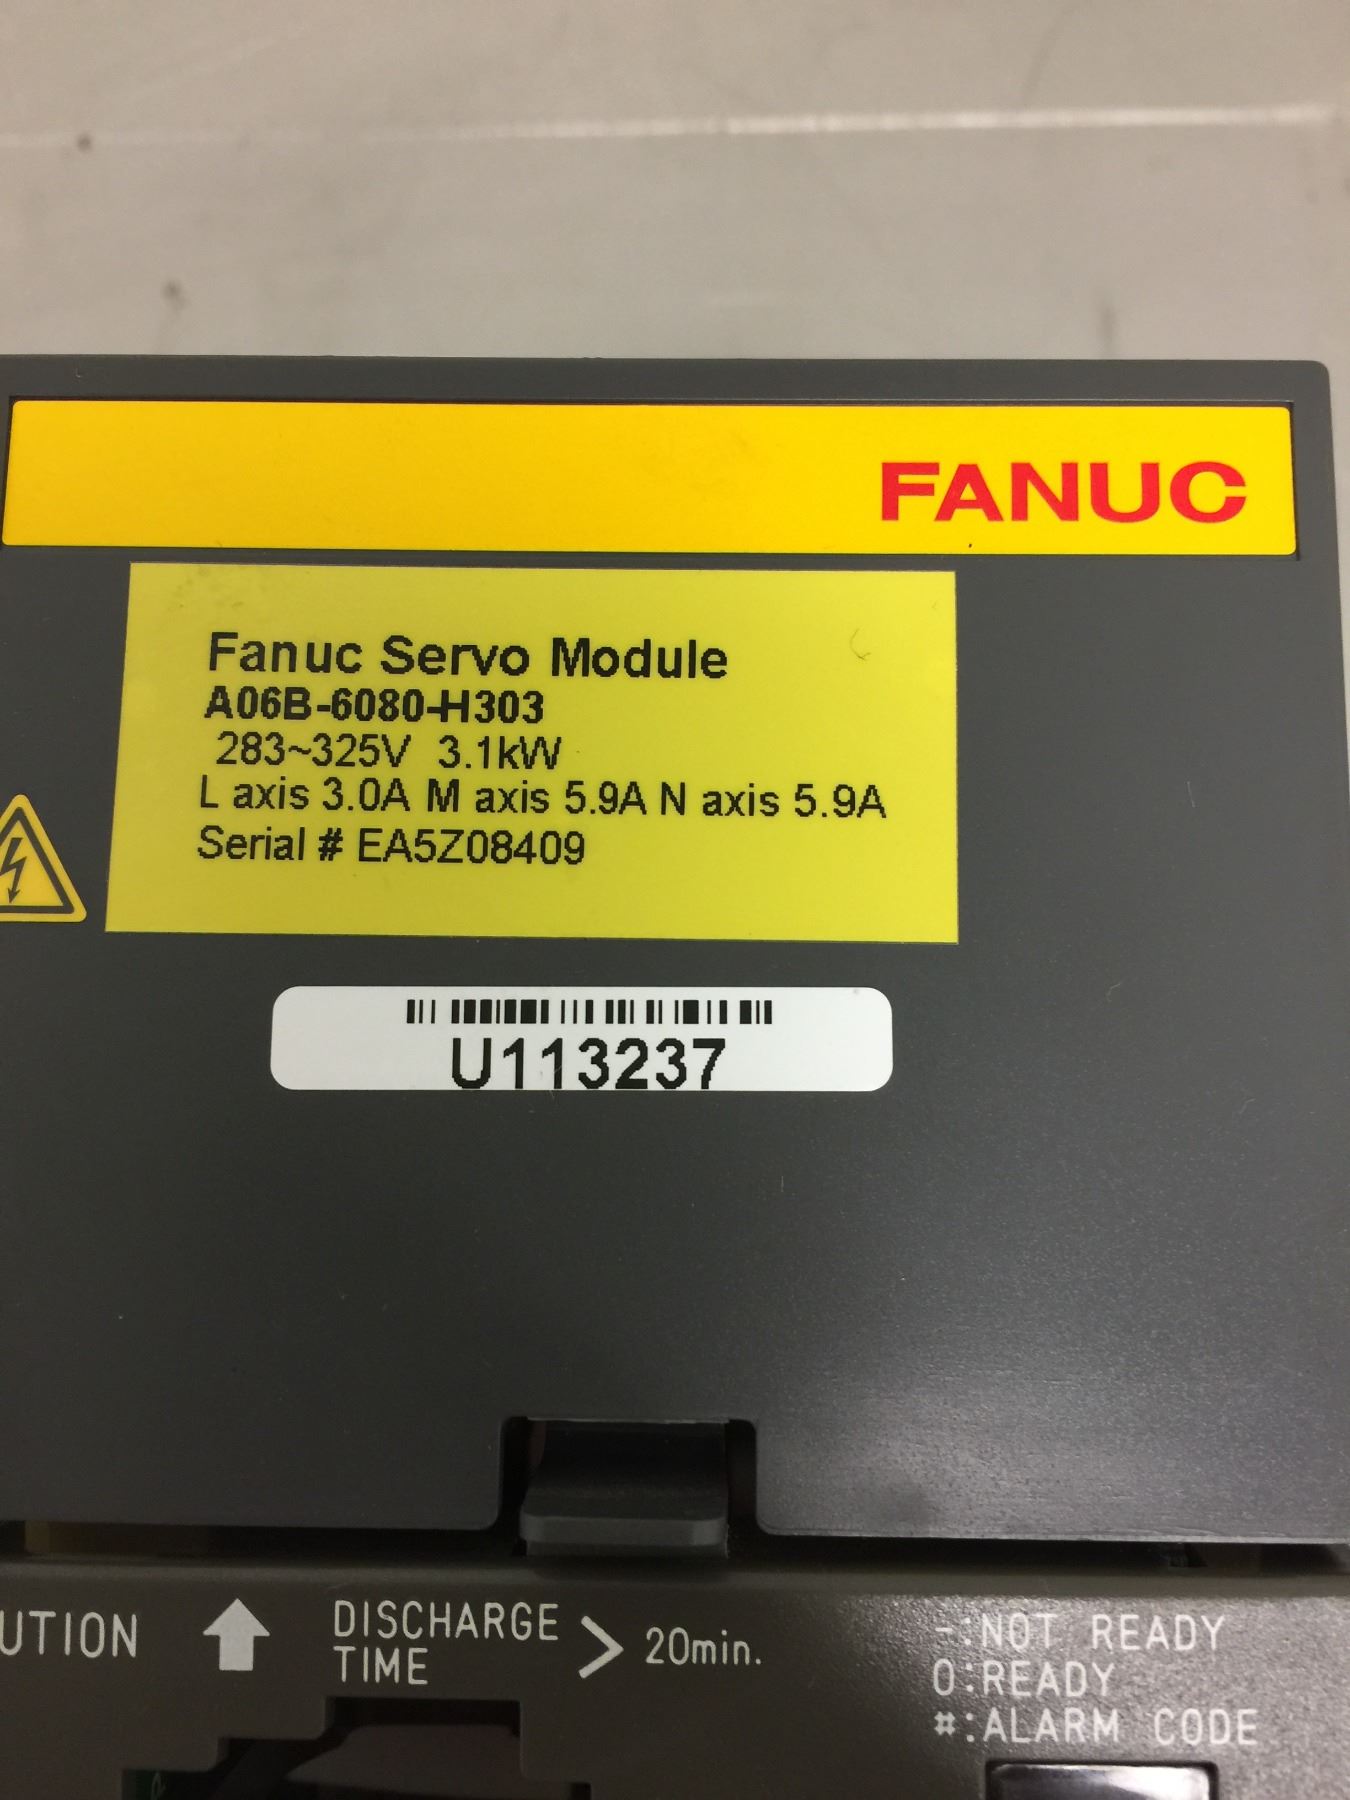 FANUC
Fanuc Servo Module
A06B-6080-H303
283~325V 3.1kW
L axis 3.0A M axis 5.9A N axis 5.9A
Serial # EA5Z08409
U113237
UTION
DISCHARGE
TIME > 20min.
-:NOT READY
0:READY
#:ALARM CODE